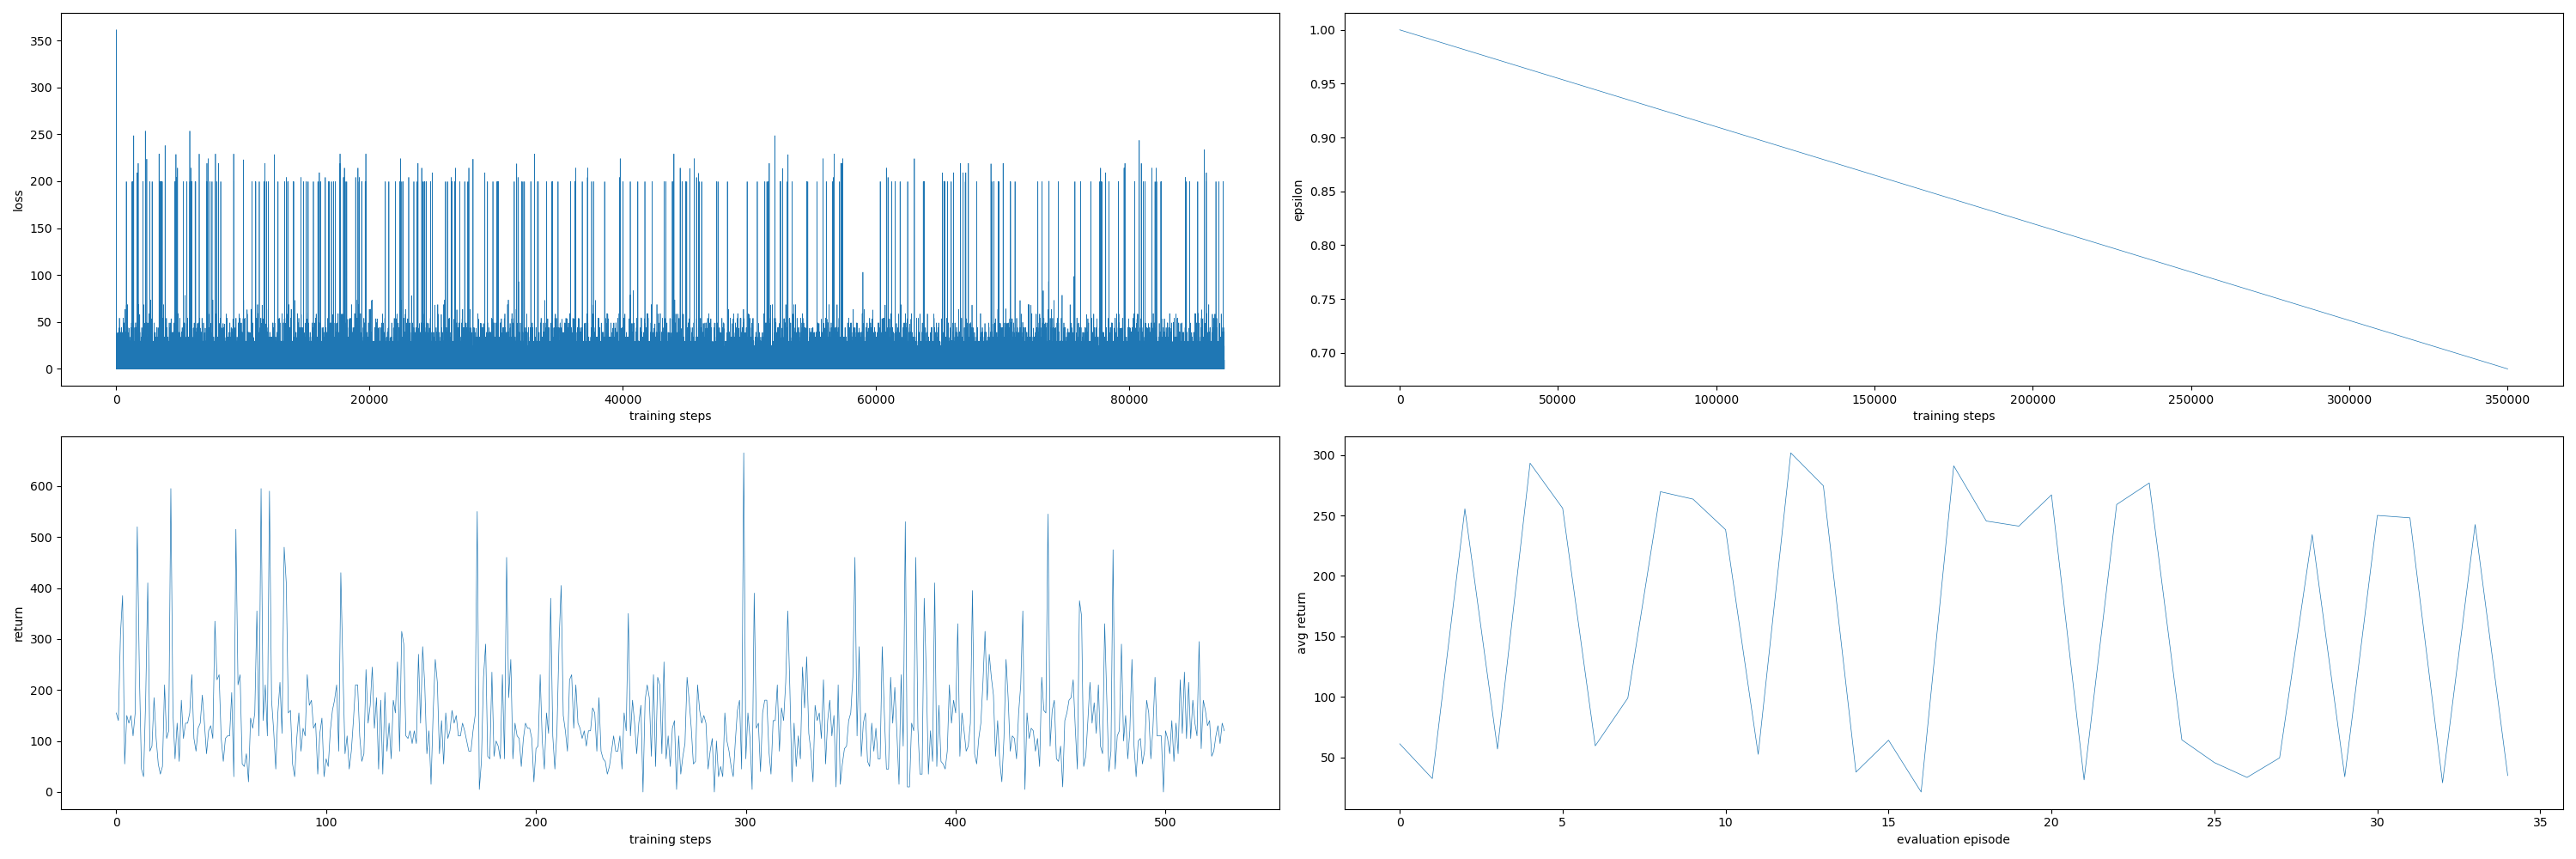 350
300
250
200
150
100
50
0
loss
0 20000 40000 60000 80000
training steps
1.00
0.95
0.90
0.85
0.80
0.75
0.70
epsilon
0 50000 100000 150000 200000 250000 300000 350000
training steps
600
500
400
300
200
100
0
return
0 100 200 300 400 500
training steps
300
250
200
150
100
50
avg return
0 5 10 15 20 25 30 35
evaluation episode